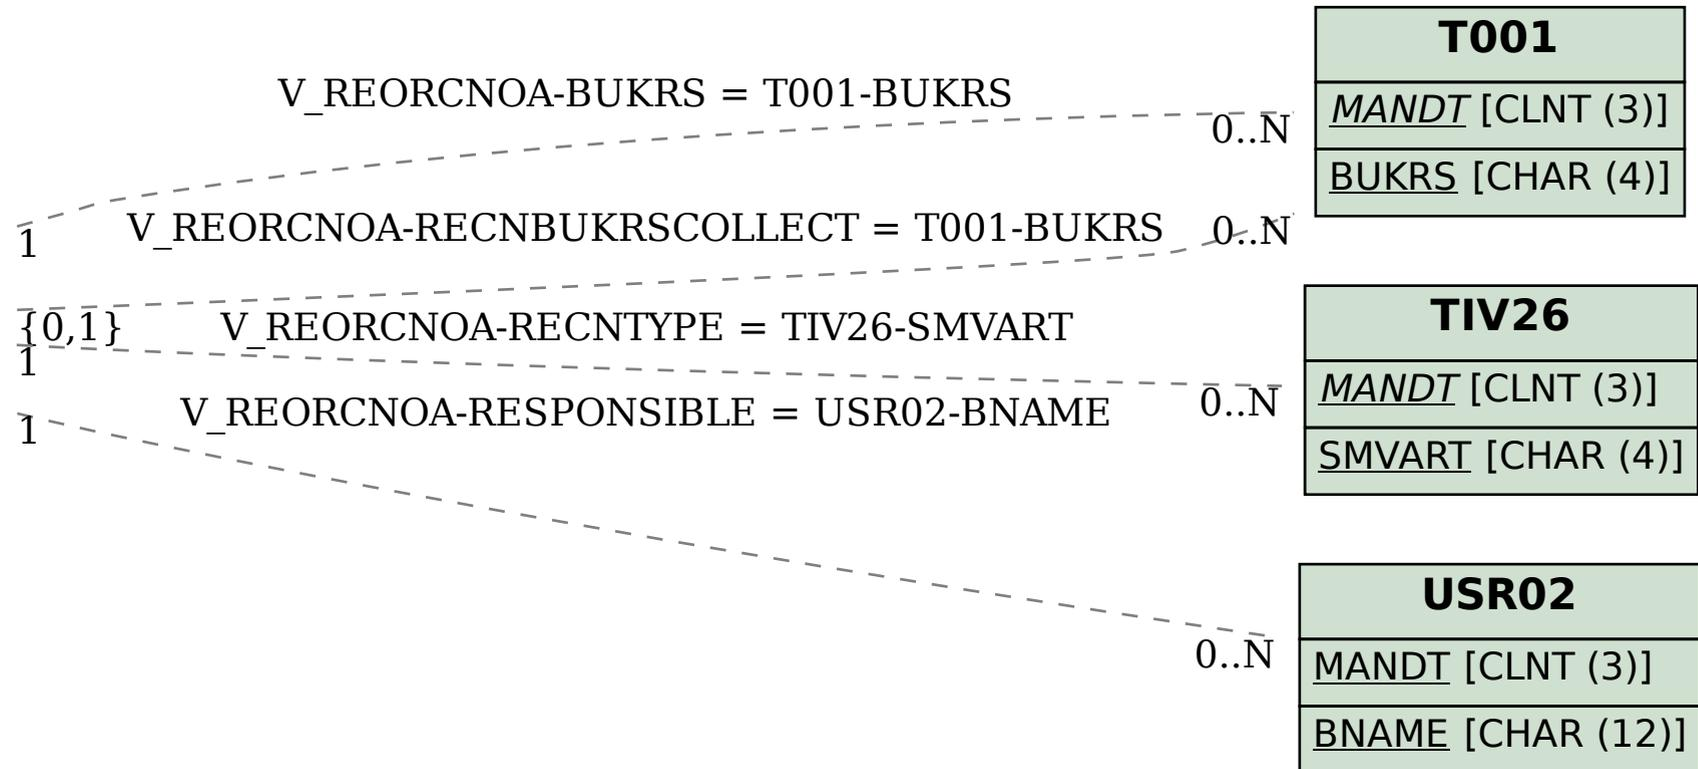 V_REORCNOA-BUKRS = T001-BUKRS
0..N
1
V_REORCNOA-RECNBUKRSCOLLECT = T001-BUKRS
0..N
{0,1}
V_REORCNOA-RECNTYPE = TIV26-SMVART
1
0..N
V_REORCNOA-RESPONSIBLE = USR02-BNAME
1
0..N
T001
MANDT [CLNT (3)]
BUKRS [CHAR (4)]
TIV26
MANDT [CLNT (3)]
SMVART [CHAR (4)]
USR02
MANDT [CLNT (3)]
BNAME [CHAR (12)]